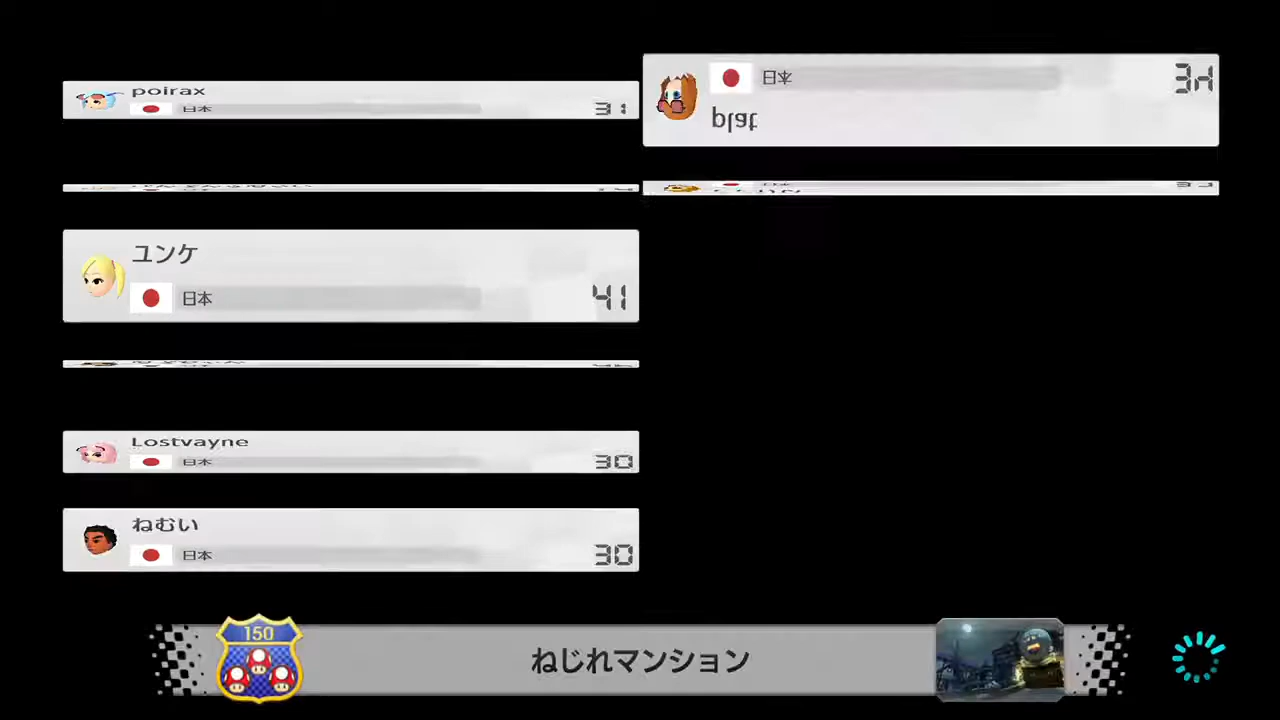 poirax
日本
31
ユンケ
日本
41
Lostvayne
日本
30
ねむい
日本
30
日本
plat
150
ねじれマンション